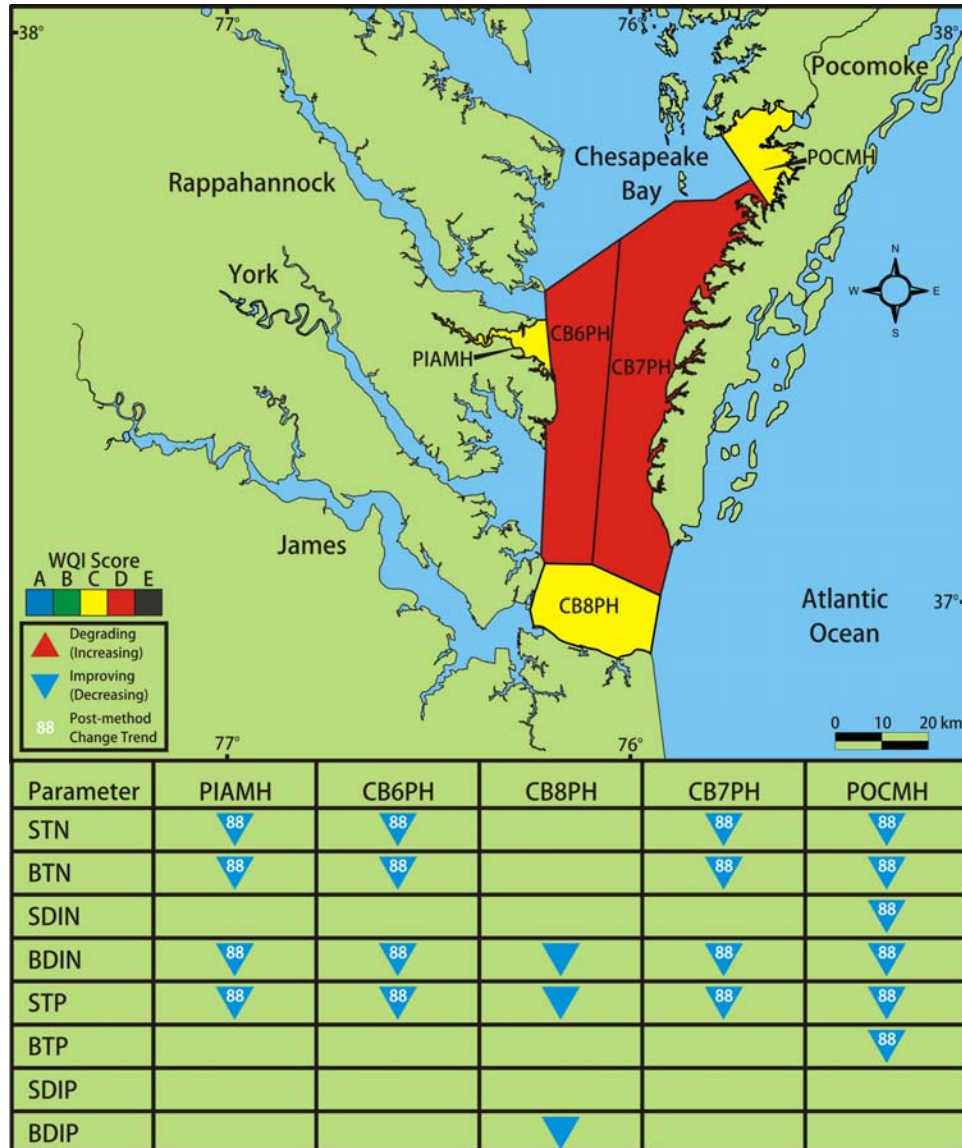 77°
76°
38°
38°
Pocomoke
Chesapeake
Bay
POCMH
Rappahannock
York
N
W E
S
CB6PH
PIAMH
CB7PH
James
WQI Score
A B C D E
Degrading
(Increasing)
Improving
(Decreasing)
88 Post-method
Change Trend
CB8PH
37°
Atlantic
Ocean
0 10 20 km
77°
76°
Parameter PIAMH CB6PH CB8PH CB7PH POCMH
STN 88 88 88 88
BTN 88 88 88 88
SDIN 88
BDIN 88 88 88 88
STP 88 88 88 88
BTP 88
SDIP
BDIP